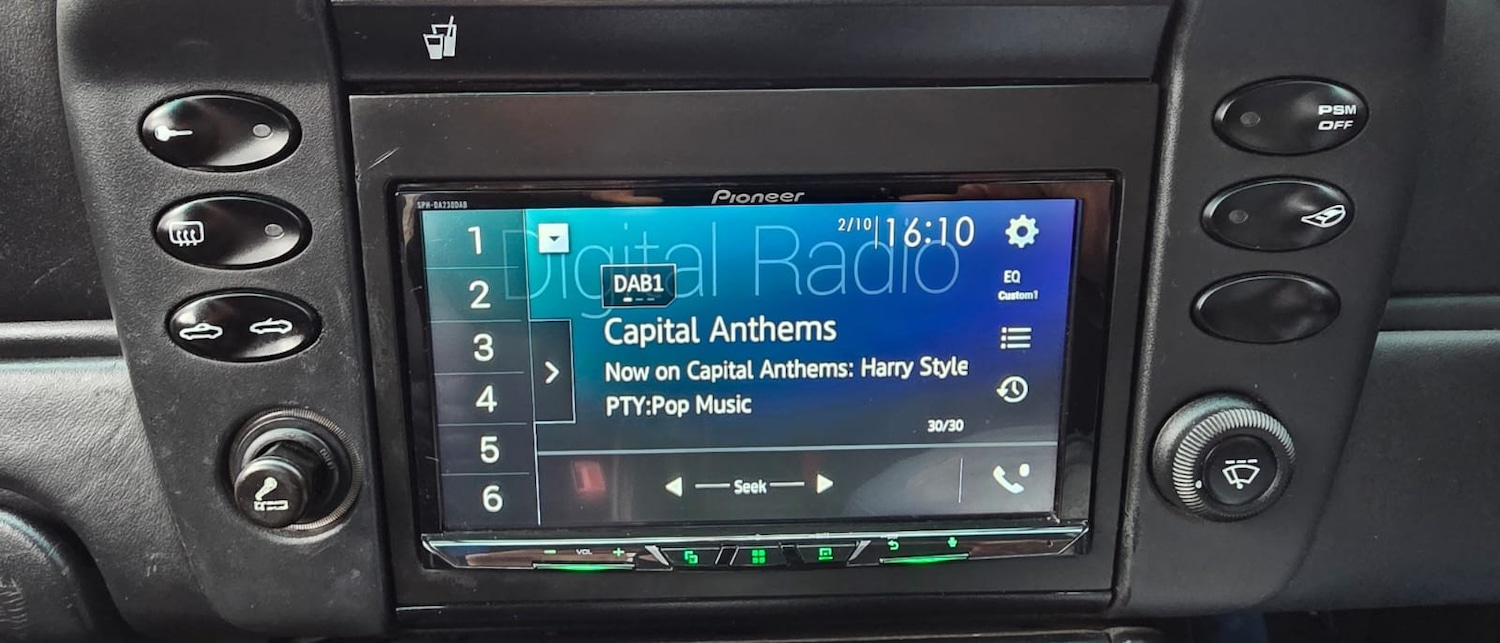 PSM
OFF
Pioneer
SPH-DA230DAB
1
2
3
4
5
6
Digital Radio
2/10
16:10
DAB1
EQ
Custom1
Capital Anthems
Now on Capital Anthems: Harry Style
PTY:Pop Music
30/30
Seek
VOL